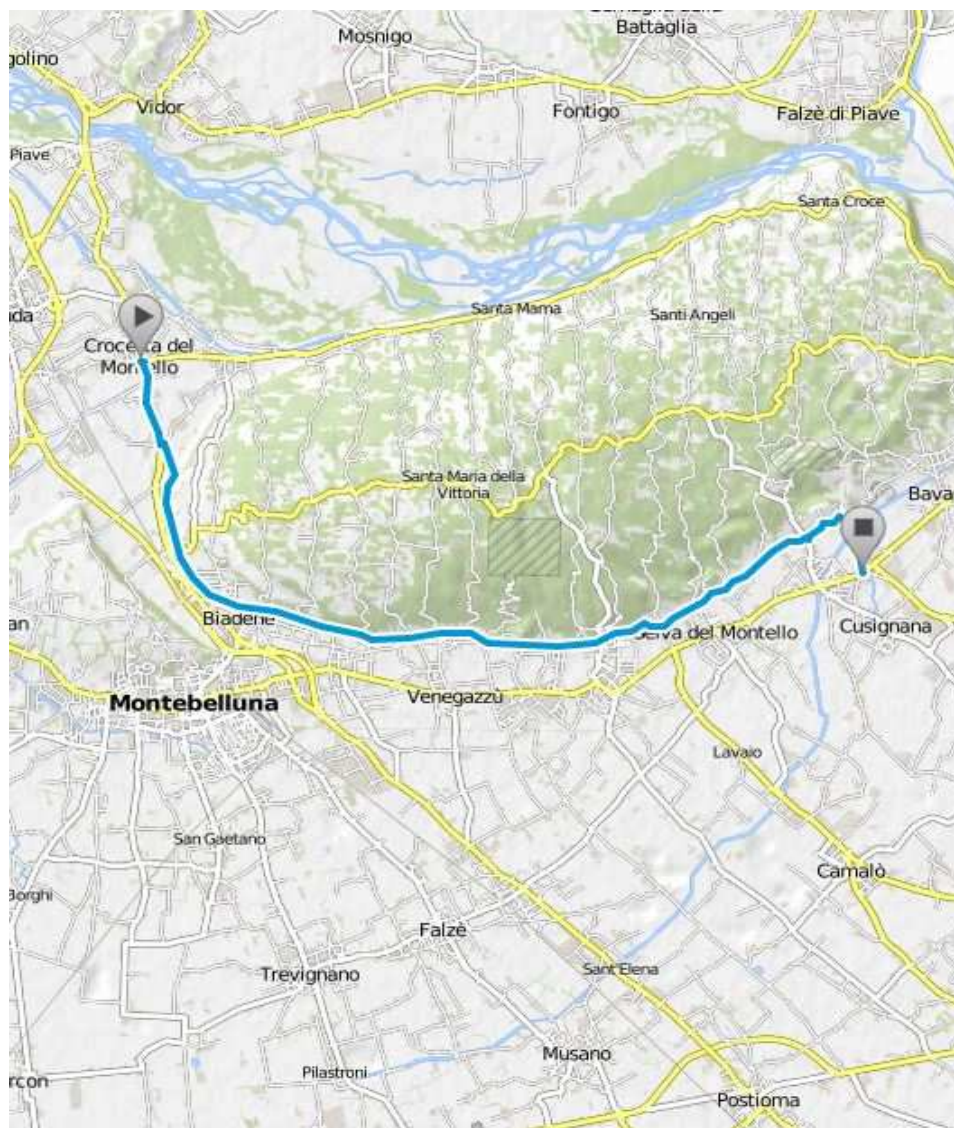 Mosnigo
Battaglia
golino
Vidor
Fontigo
Falzè di Piave
Piave
Santa Croce
Santa Mama
Santi Angeli
Crocetta del
Montello
Santa Maria della
Vittoria
Bava
Biadene
Selva del Montello
Cusignana
an
Montebelluna
Venegazzù
Lavaio
San Gaetano
Camalò
Borghi
Falzè
Trevignano
Sant'Elena
Musano
Pilastroni
rcon
Postioma